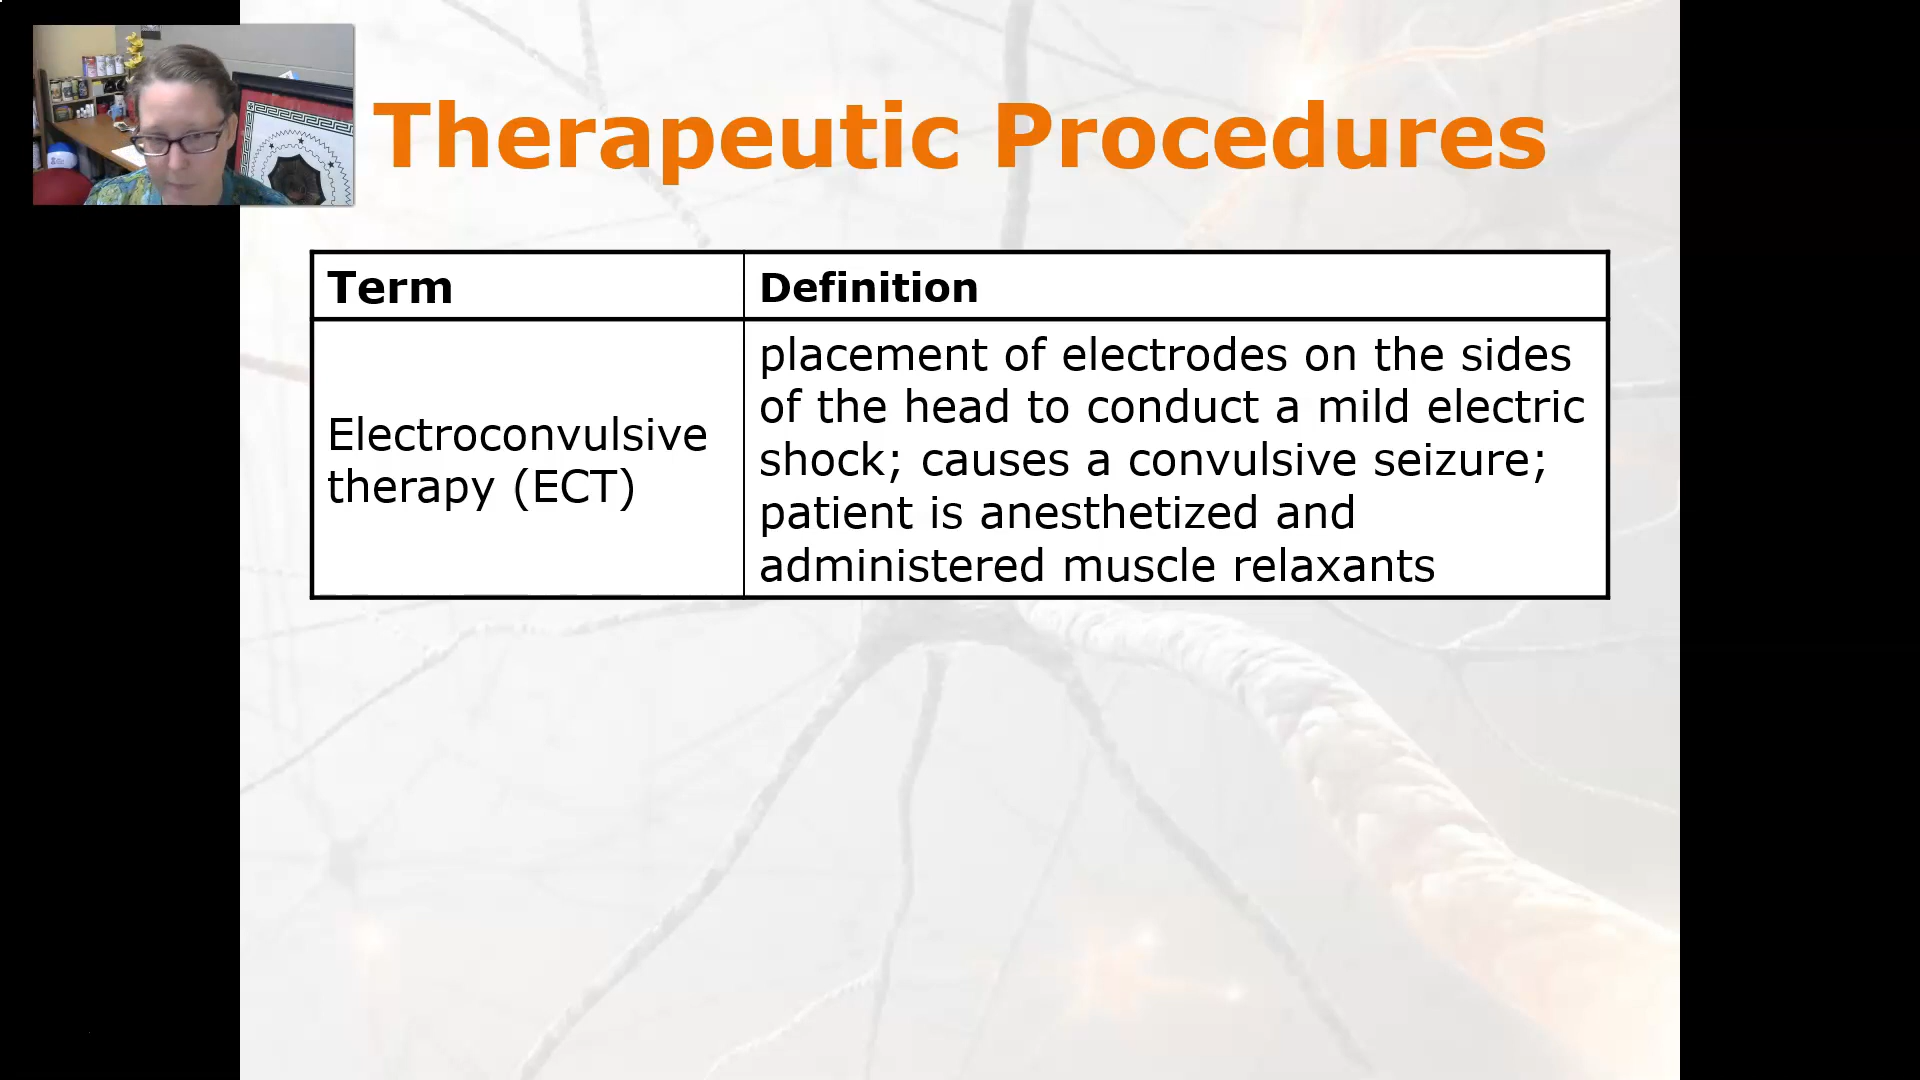 Therapeutic Procedures
Term
Definition
Electroconvulsive
therapy (ECT)
placement of electrodes on the sides
of the head to conduct a mild electric
shock; causes a convulsive seizure;
patient is anesthetized and
administered muscle relaxants